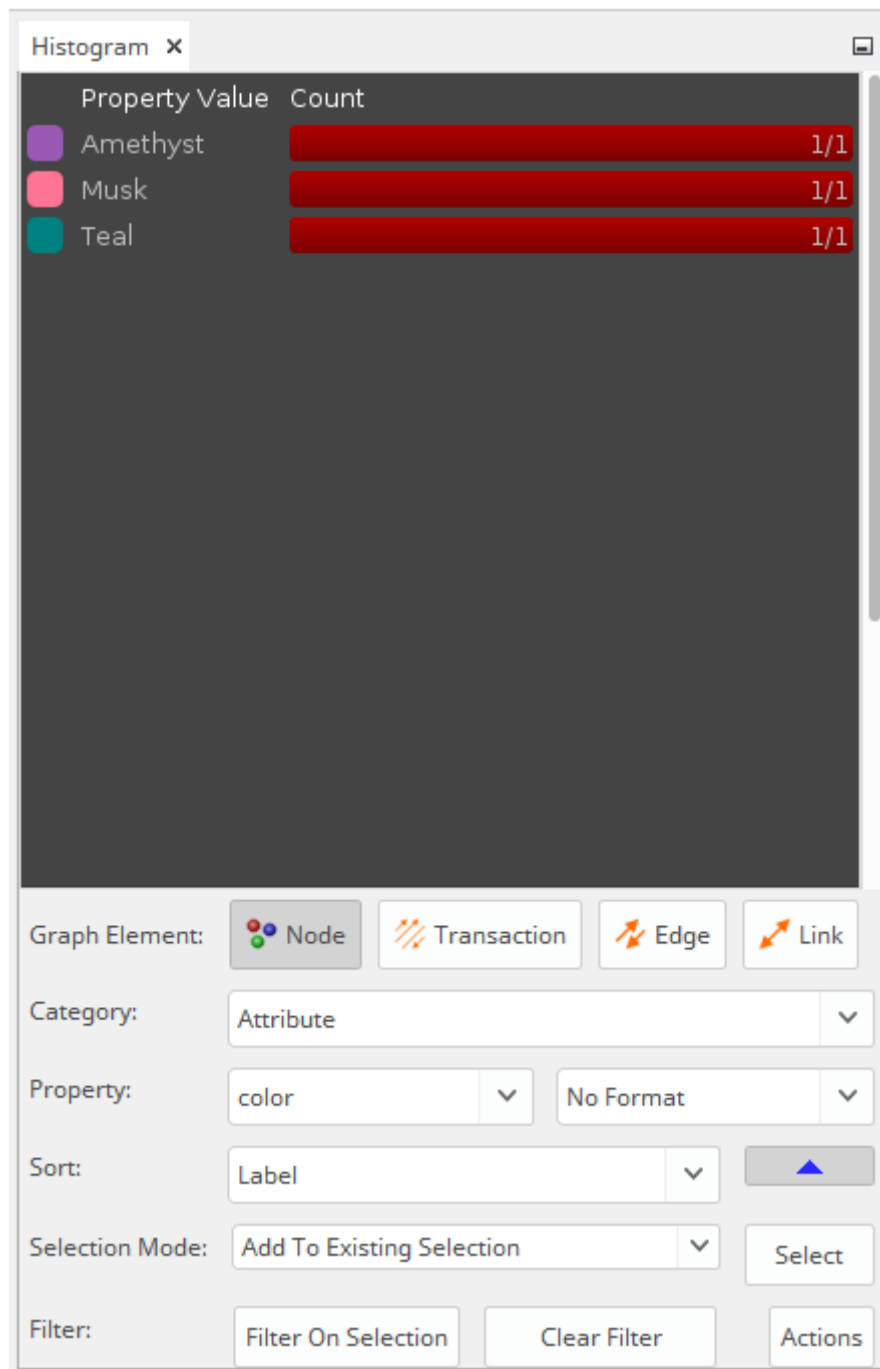 Histogram
Property Value Count
Amethyst 1/1
Musk 1/1
Teal 1/1
Graph Element: Node Transaction Edge Link
Category: Attribute
Property: color No Format
Sort: Label
Selection Mode: Add To Existing Selection Select
Filter: Filter On Selection Clear Filter Actions